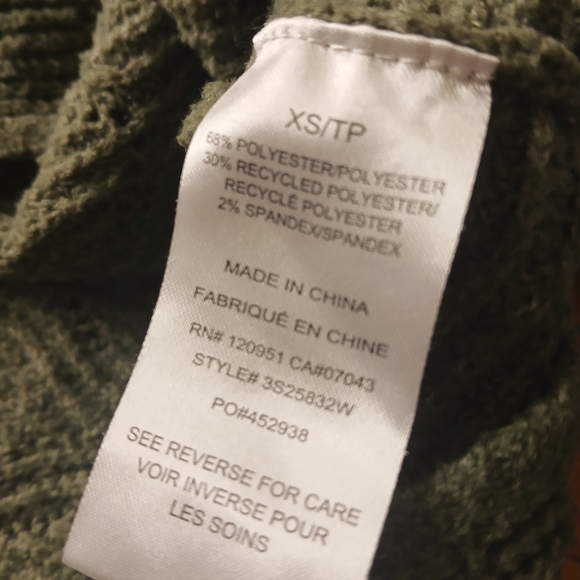 XS/TP
68% POLYESTER/POLYESTER
30% RECYCLED POLYESTER/
RECYCLÉ POLYESTER
2% SPANDEX/SPANDEX
MADE IN CHINA
FABRIQUÉ EN CHINE
RN# 120951 CA#07043
STYLE# 3S25832W
PO#452938
SEE REVERSE FOR CARE
VOIR INVERSE POUR
LES SOINS